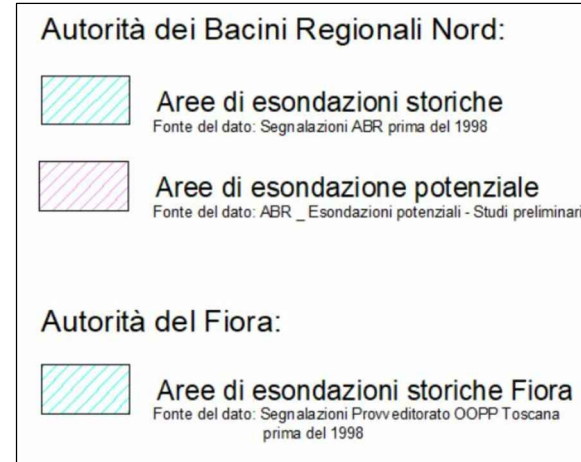 Autorità dei Bacini Regionali Nord:
Aree di esondazioni storiche
Fonte del dato: Segnalazioni ABR prima del 1998
Aree di esondazione potenziale
Fonte del dato: ABR _ Esondazioni potenziali - Studi preliminari
Autorità del Fiora:
Aree di esondazioni storiche Fiora
Fonte del dato: Segnalazioni Provveditorato OOPP Toscana
prima del 1998